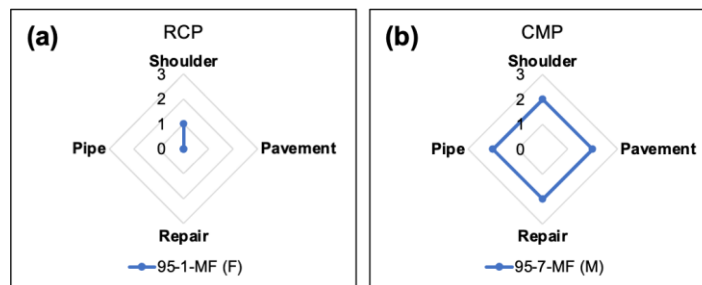 (a)
RCP
Shoulder
3
2
1
0
Pipe
Pavement
Repair
95-1-MF (F)
(b)
CMP
Shoulder
3
2
1
0
Pipe
Pavement
Repair
95-7-MF (M)